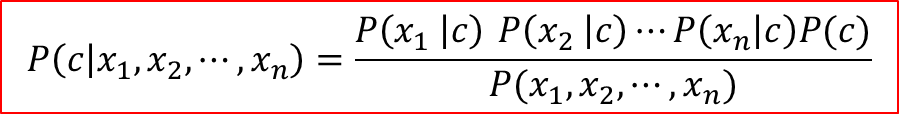 P(c|x₁, x₂, ⋯ , xₙ) = P(x₁ |c) P(x₂ |c) ⋯ P(xₙ|c)P(c) / P(x₁, x₂, ⋯ , xₙ)